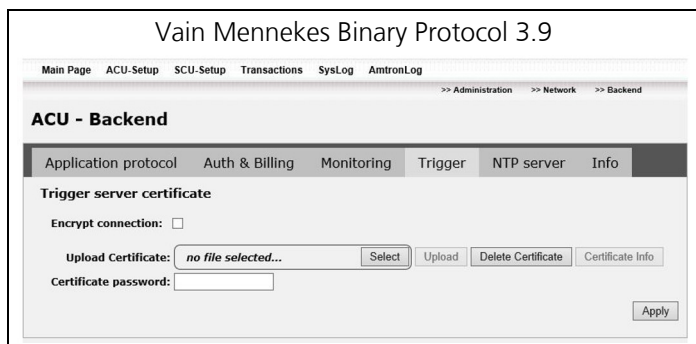 Vain Mennekes Binary Protocol 3.9
Main Page ACU-Setup SCU-Setup Transactions SysLog AmtronLog
>> Administration >> Network >> Backend
ACU - Backend
Application protocol Auth & Billing Monitoring Trigger NTP server Info
Trigger server certificate
Encrypt connection:
Upload Certificate: no file selected... Select Upload Delete Certificate Certificate Info
Certificate password:
Apply